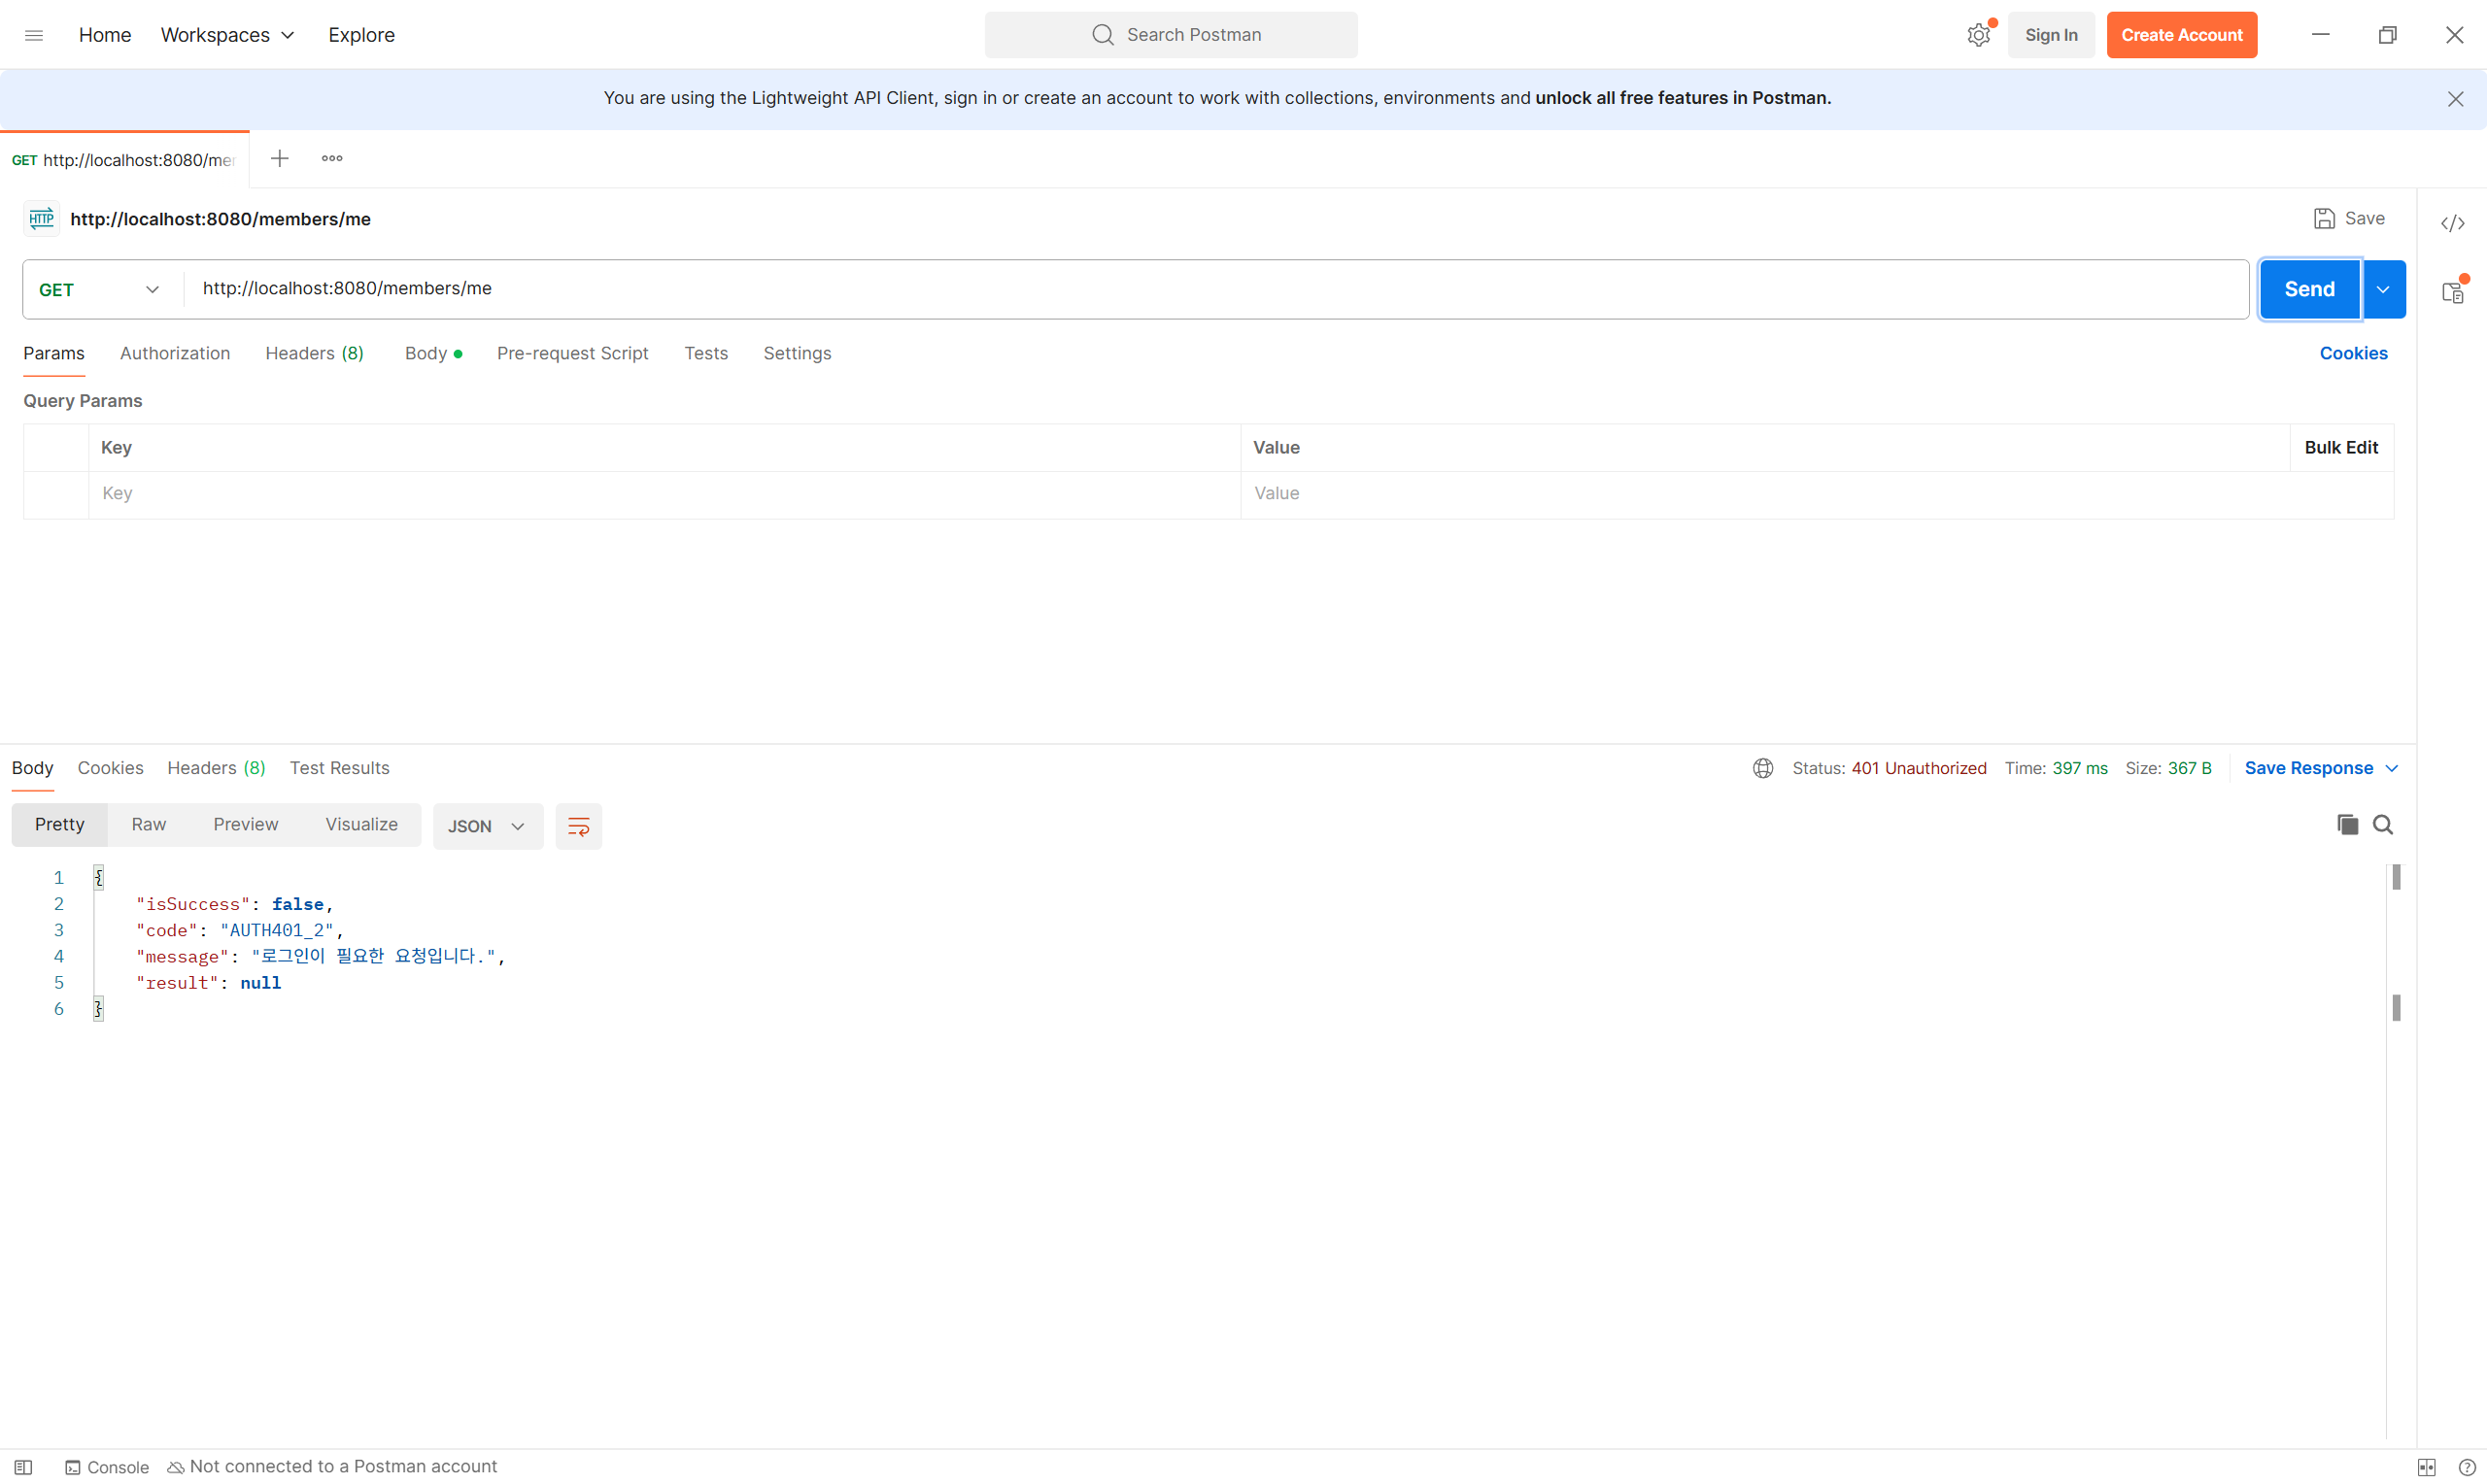 Home Workspaces Explore Search Postman Sign In Create Account
You are using the Lightweight API Client, sign in or create an account to work with collections, environments and unlock all free features in Postman.
GET http://localhost:8080/me
HTTP http://localhost:8080/members/me Save
GET http://localhost:8080/members/me Send
Params Authorization Headers (8) Body Pre-request Script Tests Settings Cookies
Query Params
Key Value Bulk Edit
Key Value
Body Cookies Headers (8) Test Results Status: 401 Unauthorized Time: 397 ms Size: 367 B Save Response
Pretty Raw Preview Visualize JSON
1 {
2 "isSuccess": false,
3 "code": "AUTH401_2",
4 "message": "로그인이 필요한 요청입니다.",
5 "result": null
6 }
Console Not connected to a Postman account